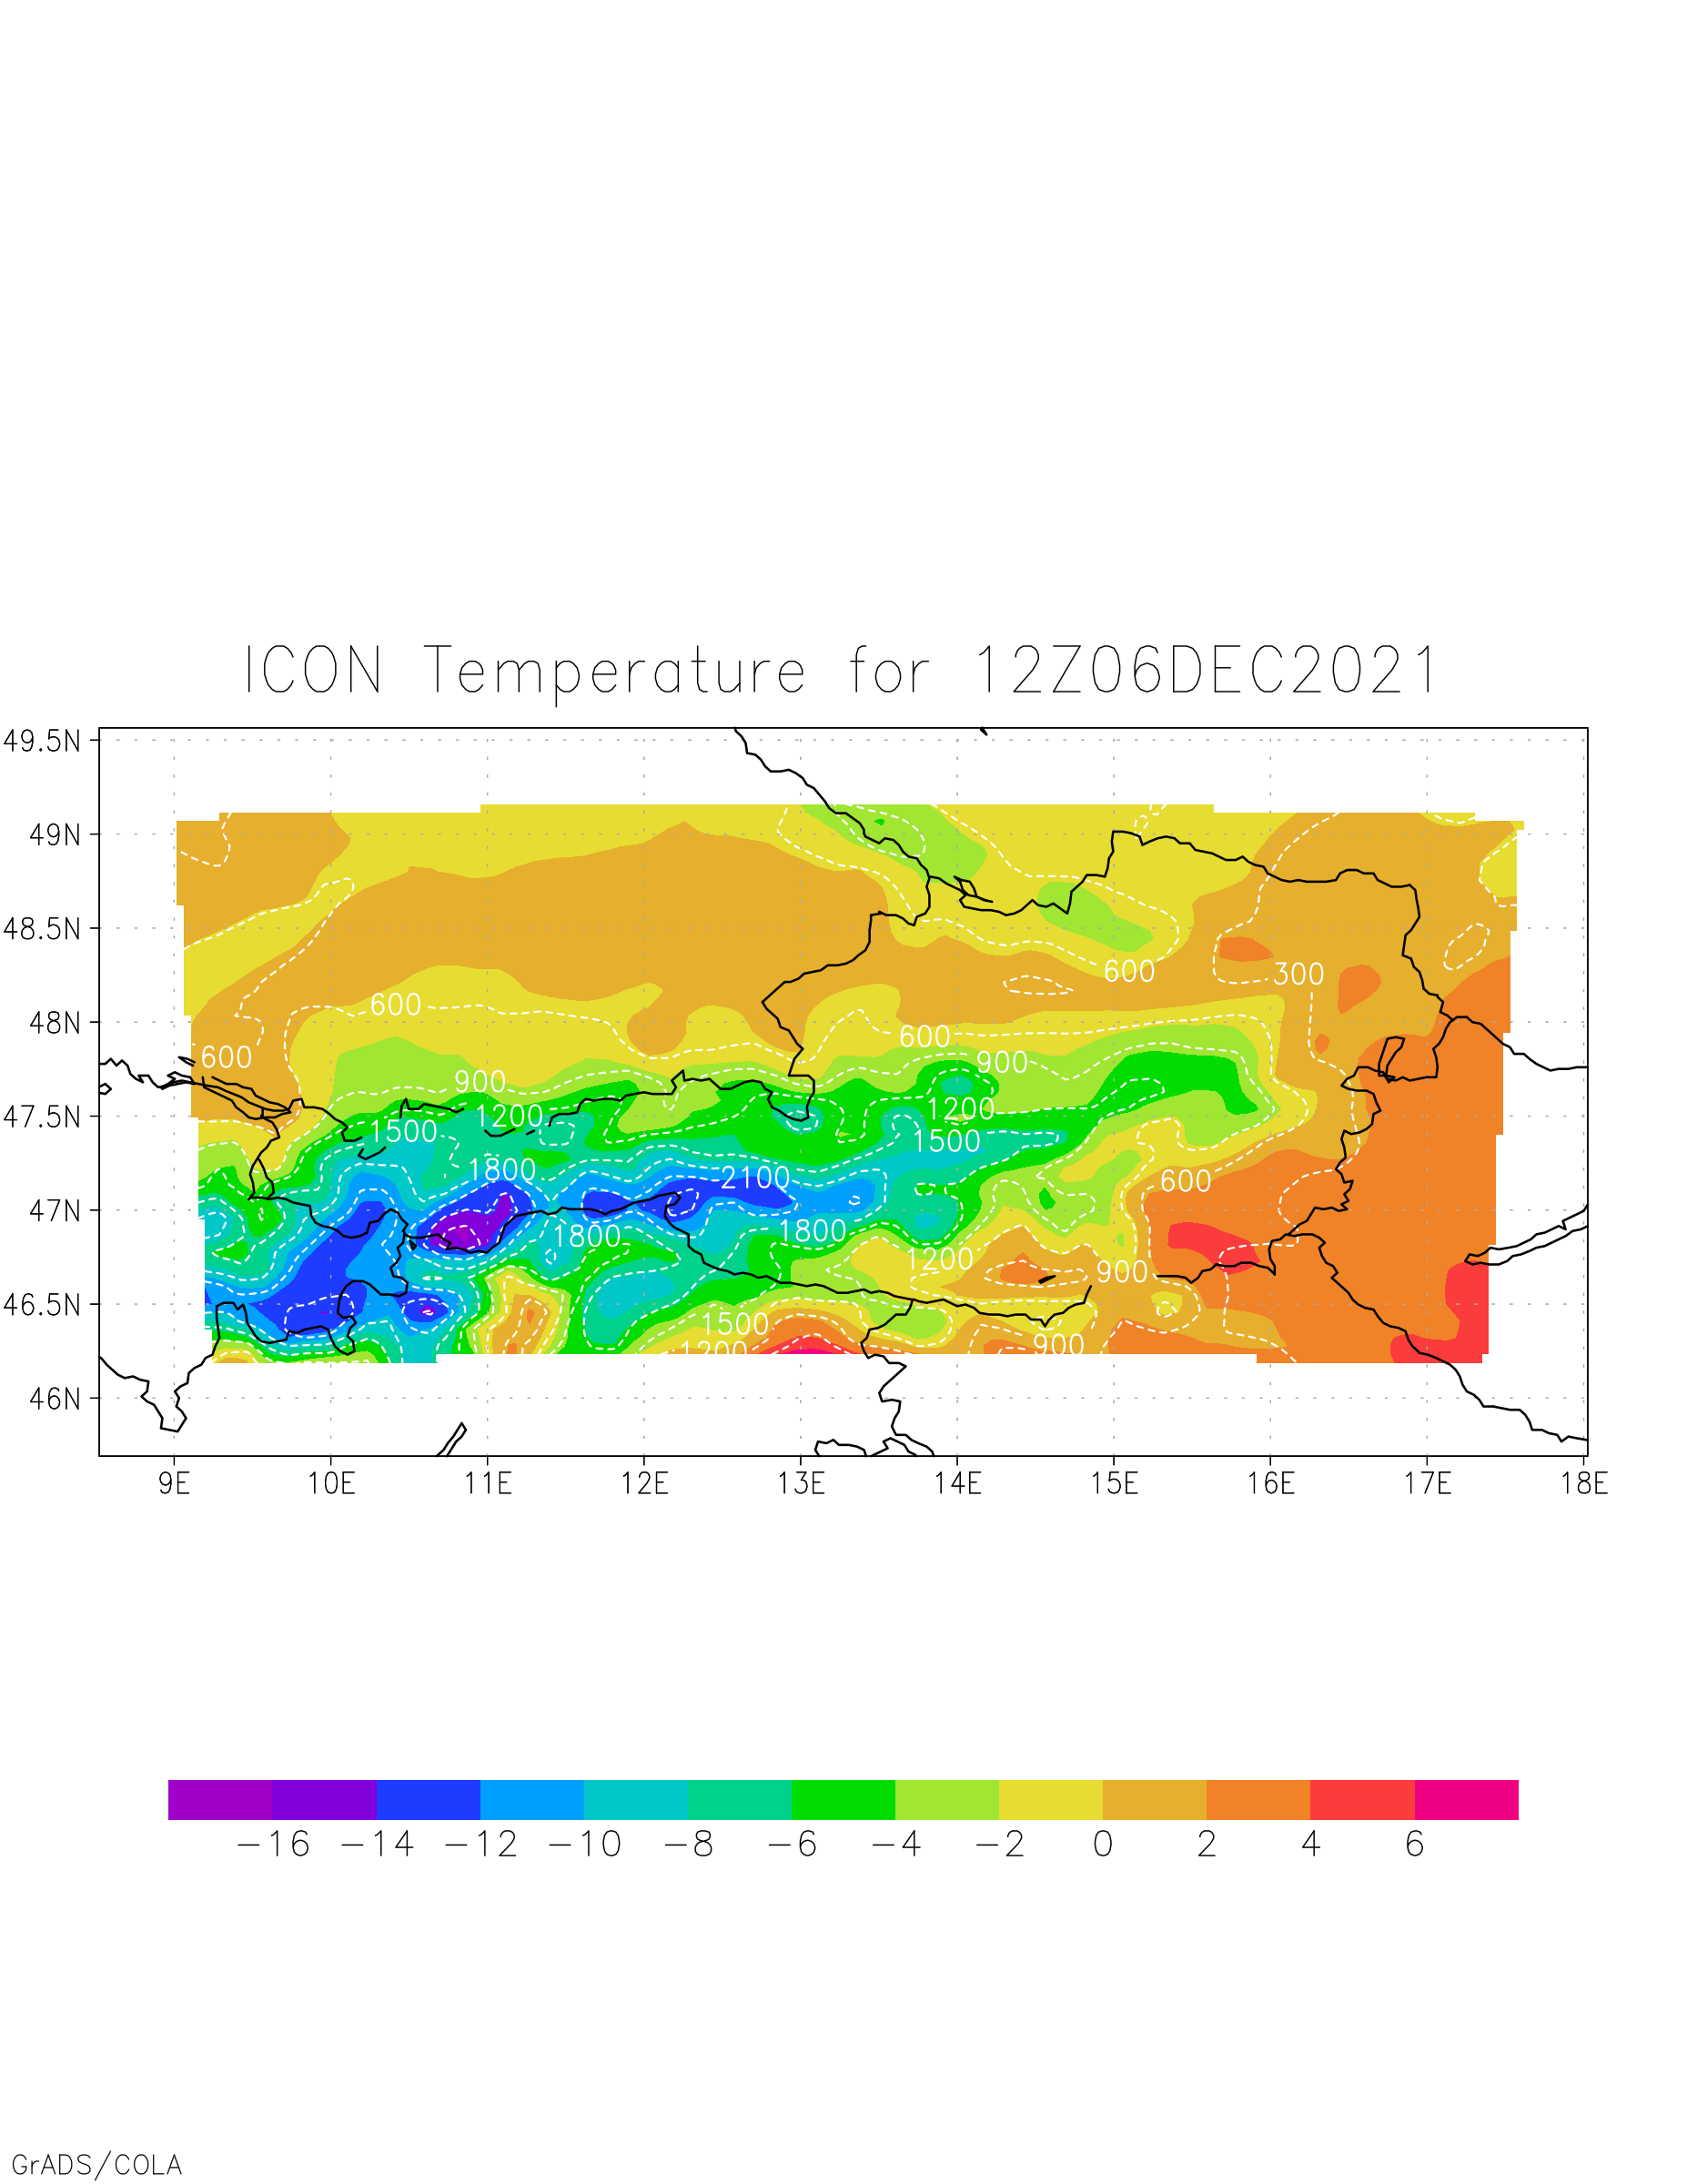 ICON Temperature for 12Z06DEC2021
49.5N
49N
48.5N
600
300
600
48N
600
600
900
900
47.5N
1200
1200
1500
1500
1800
2100
600
47N
1800
1800
1200
900
46.5N
1500
900
1200
46N
9E 10E 11E 12E 13E 14E 15E 16E 17E 18E
−16 −14 −12 −10 −8 −6 −4 −2 0 2 4 6
GrADS/COLA